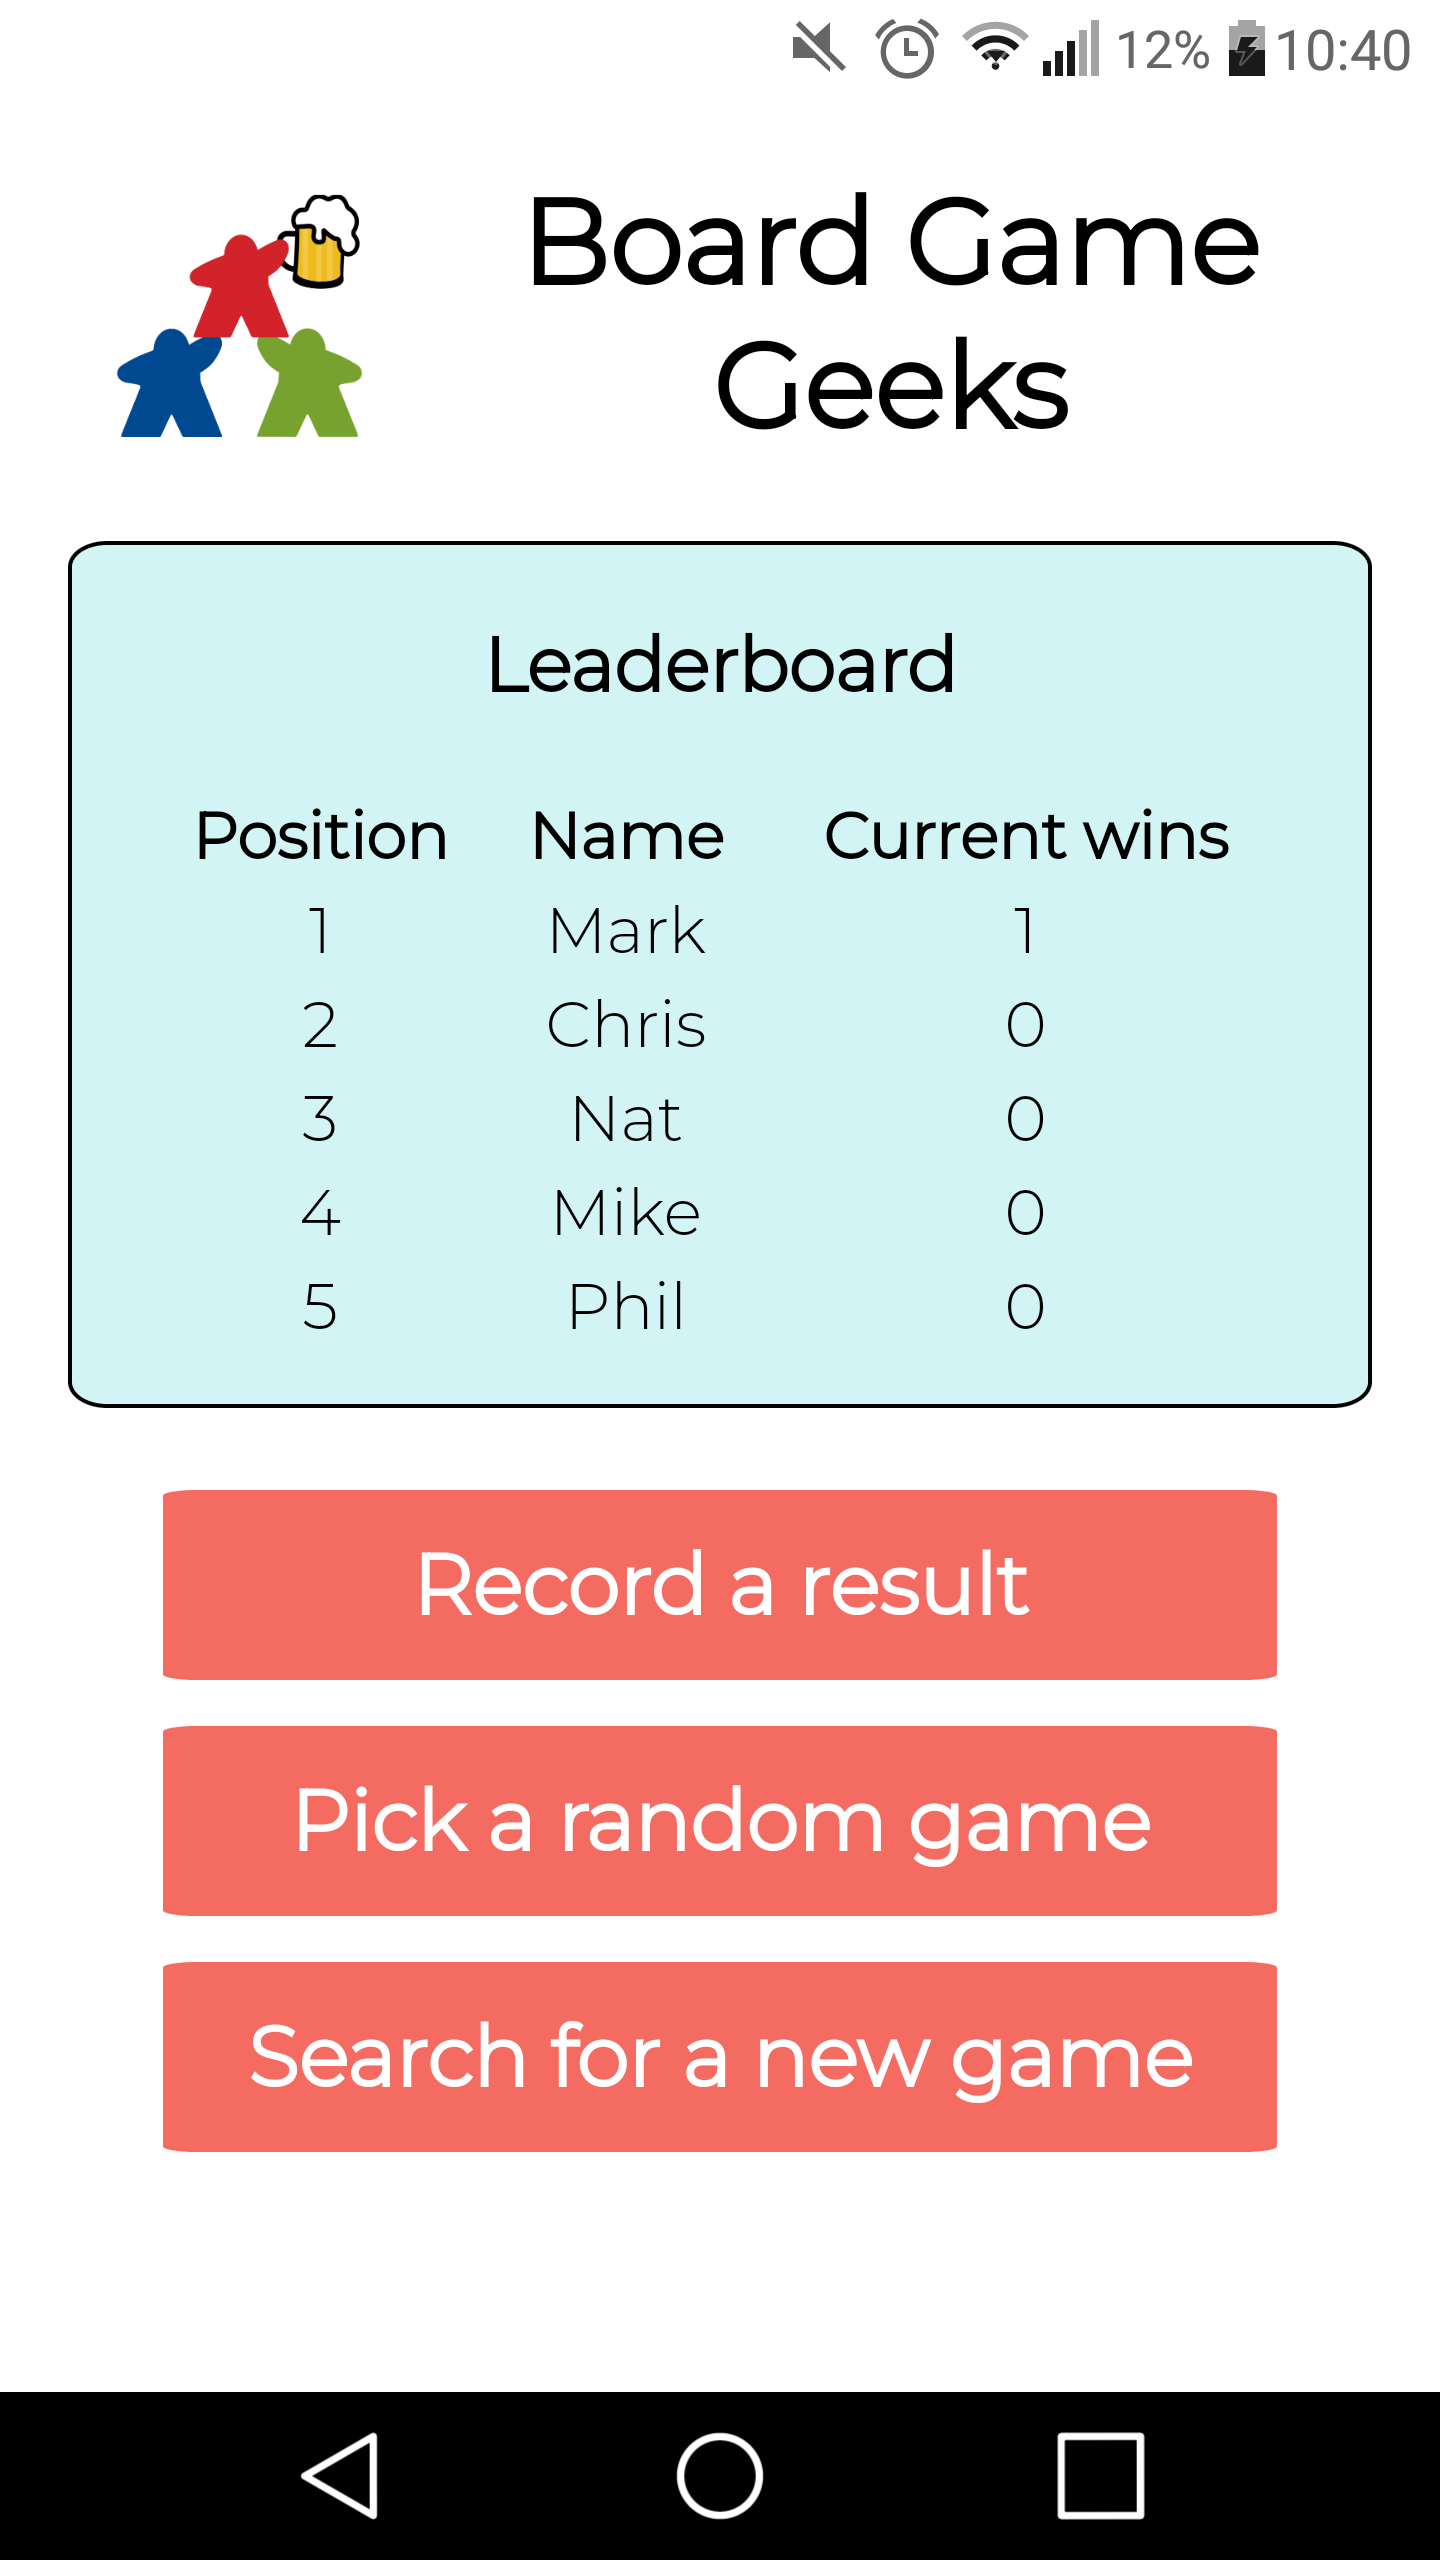 12% 10:40
Board Game
Geeks
Leaderboard
Position Name Current wins
1 Mark 1
2 Chris 0
3 Nat 0
4 Mike 0
5 Phil 0
Record a result
Pick a random game
Search for a new game